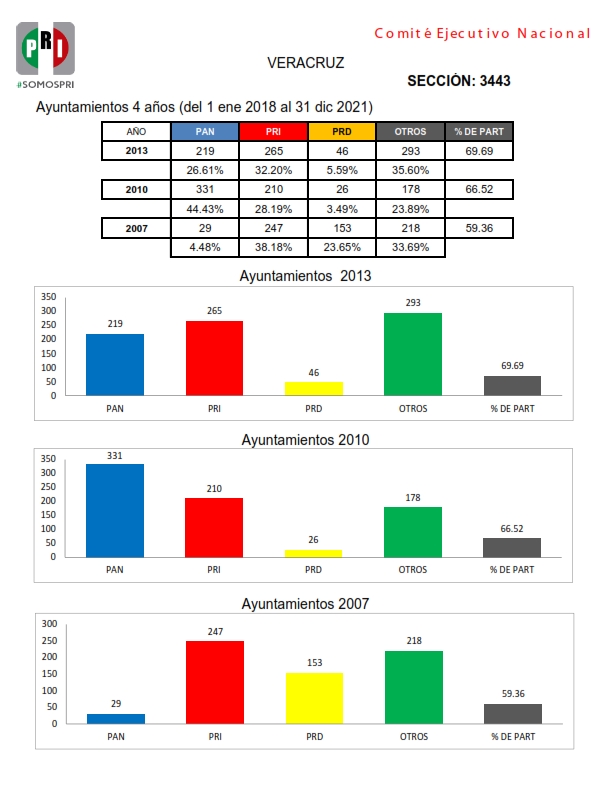 Comité Ejecutivo Nacional
PRI
#SOMOSPRI
VERACRUZ
SECCIÓN: 3443
Ayuntamientos 4 años (del 1 ene 2018 al 31 dic 2021)
AÑO PAN PRI PRD OTROS % DE PART
2013 219 265 46 293 69.69
26.61% 32.20% 5.59% 35.60%
2010 331 210 26 178 66.52
44.43% 28.19% 3.49% 23.89%
2007 29 247 153 218 59.36
4.48% 38.18% 23.65% 33.69%
Ayuntamientos 2013
350
300
250
200
150
100
50
0
219 265 46 293 69.69
PAN PRI PRD OTROS % DE PART
Ayuntamientos 2010
350
300
250
200
150
100
50
0
331 210 26 178 66.52
PAN PRI PRD OTROS % DE PART
Ayuntamientos 2007
300
250
200
150
100
50
0
29 247 153 218 59.36
PAN PRI PRD OTROS % DE PART